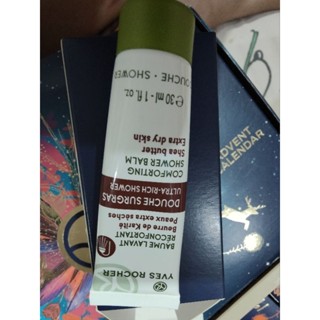 YVES ROCHER
BAUME LAVANT
RÉCONFORTANT
Beurre de Karité
Peaux extra sèches
DOUCHE SURGRAS
ULTRA-RICH SHOWER
COMFORTING
SHOWER BALM
Shea butter
Extra dry skin
℮30 ml - 1 fl. oz.
DOUCHE • SHOWER
ADVENT
CALENDAR